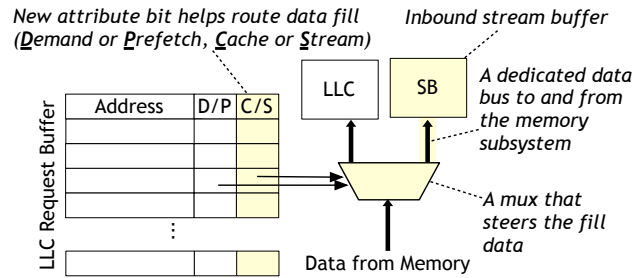 New attribute bit helps route data fill
(Demand or Prefetch, Cache or Stream)
Inbound stream buffer
LLC
SB
A dedicated data
bus to and from
the memory
subsystem
Address
D/P
C/S
LLC Request Buffer
...
A mux that
steers the fill
data
Data from Memory